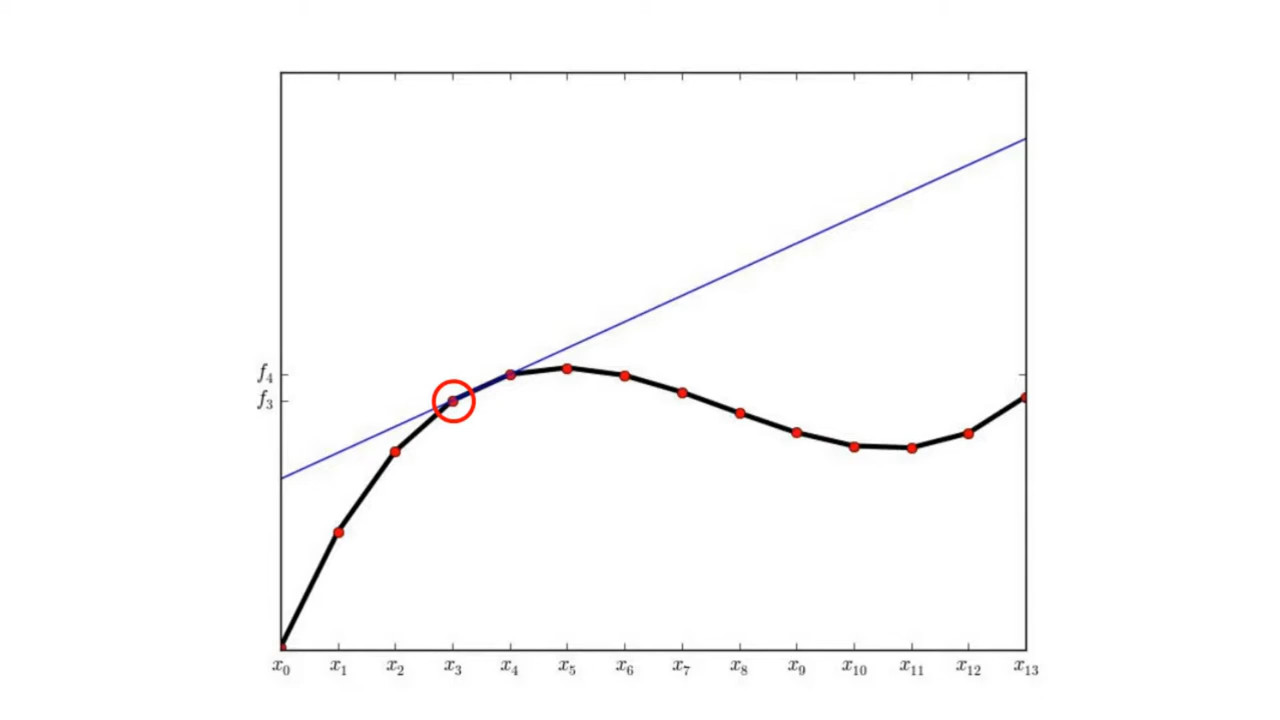 f₄
f₃
x₀ x₁ x₂ x₃ x₄ x₅ x₆ x₇ x₈ x₉ x₁₀ x₁₁ x₁₂ x₁₃